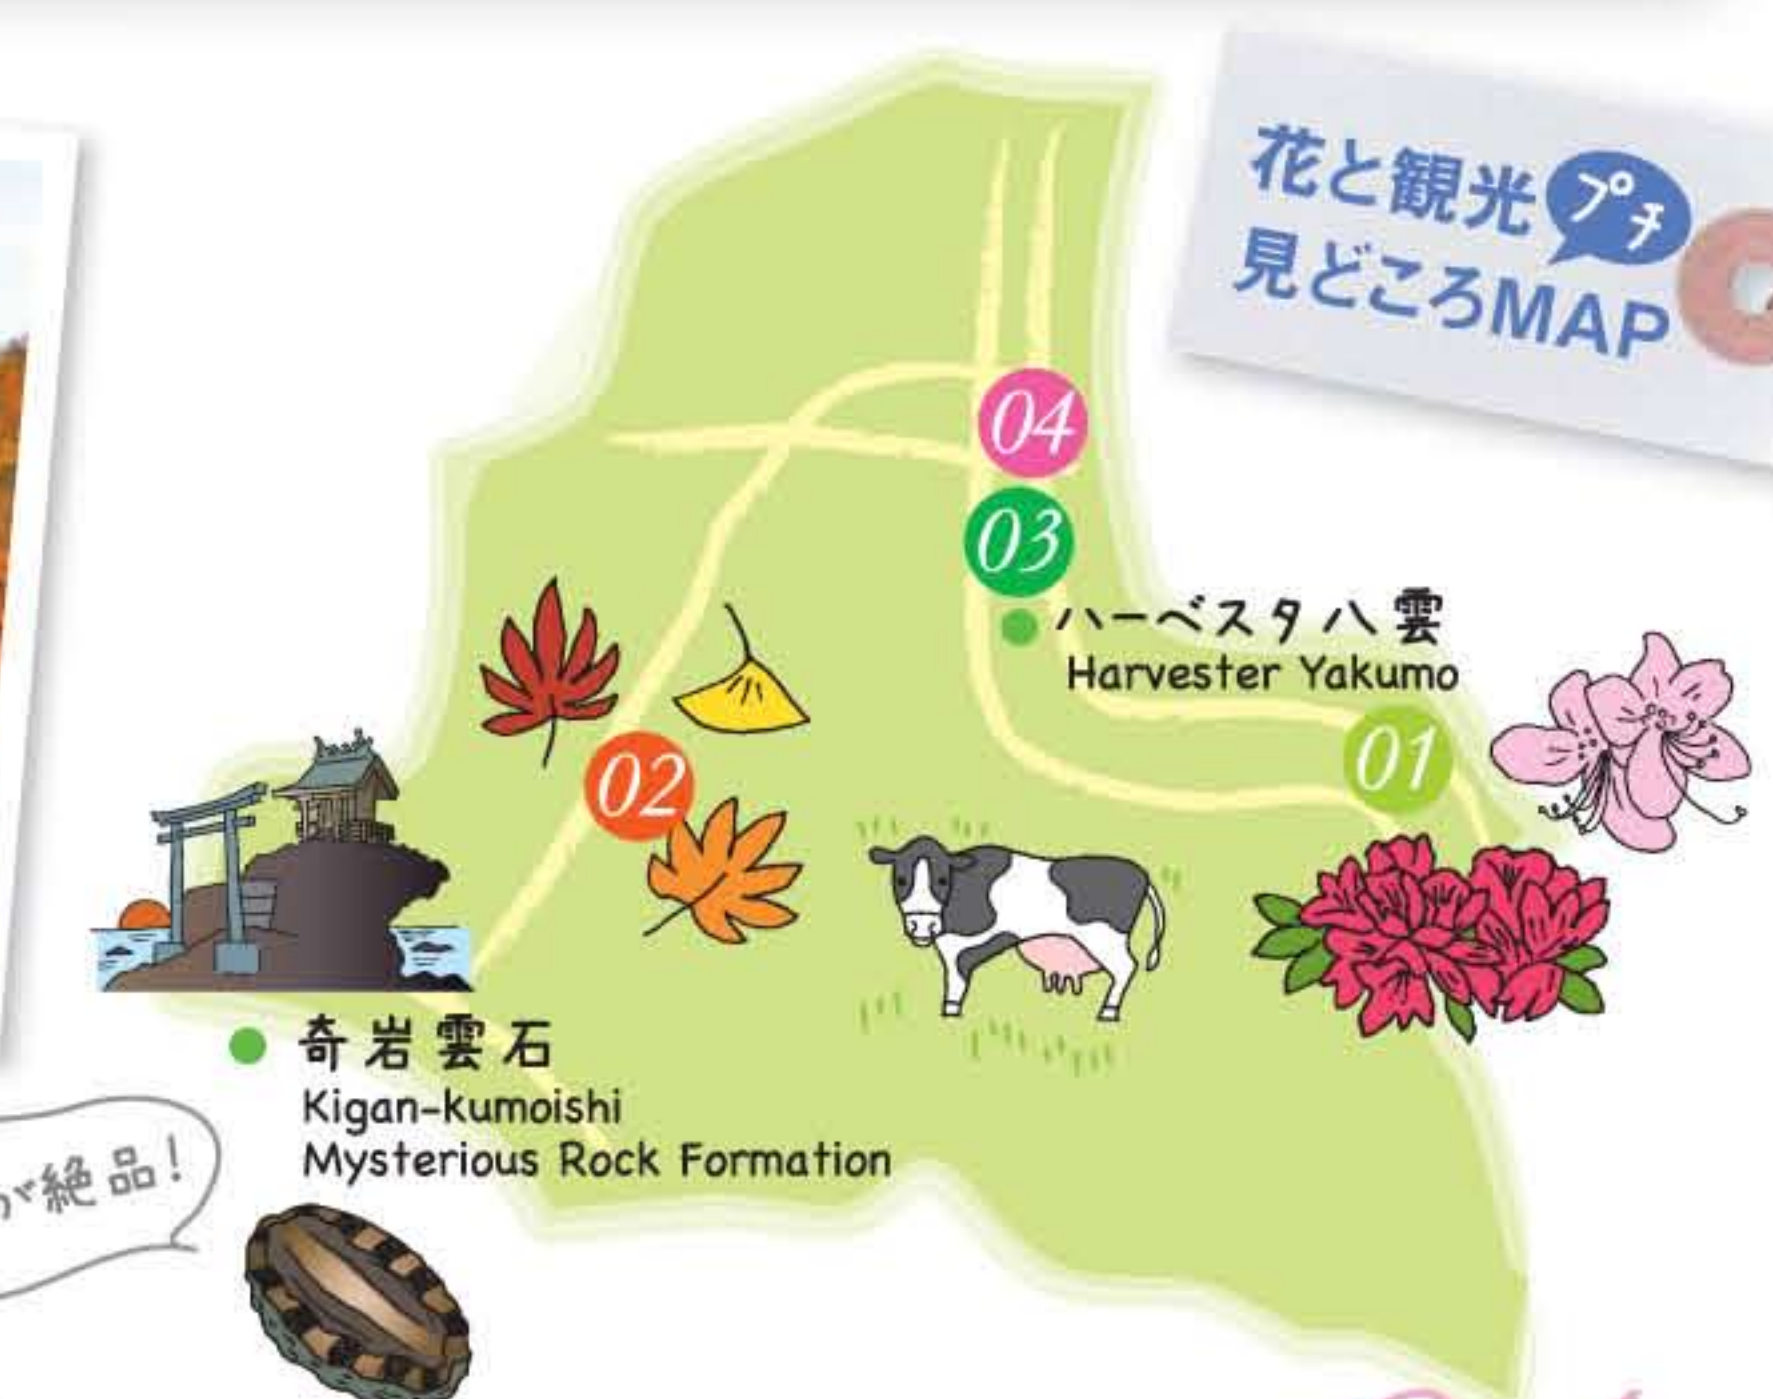 花と観光プチ
見どころMAP
04
03
ハーベスタ八雲
Harvester Yakumo
01
02
奇岩雲石
Kigan-kumoishi
Mysterious Rock Formation
が絶品!